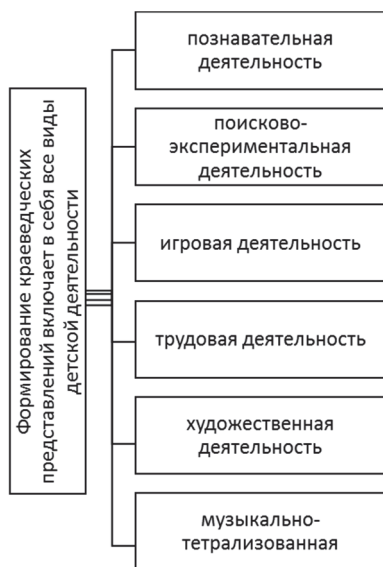 Формирование краеведческих
представлений включает в себя все виды
детской деятельности
познавательная
деятельность
поисково-
экспериментальная
деятельность
игровая деятельность
трудовая деятельность
художественная
деятельность
музыкально-
тетрализованная